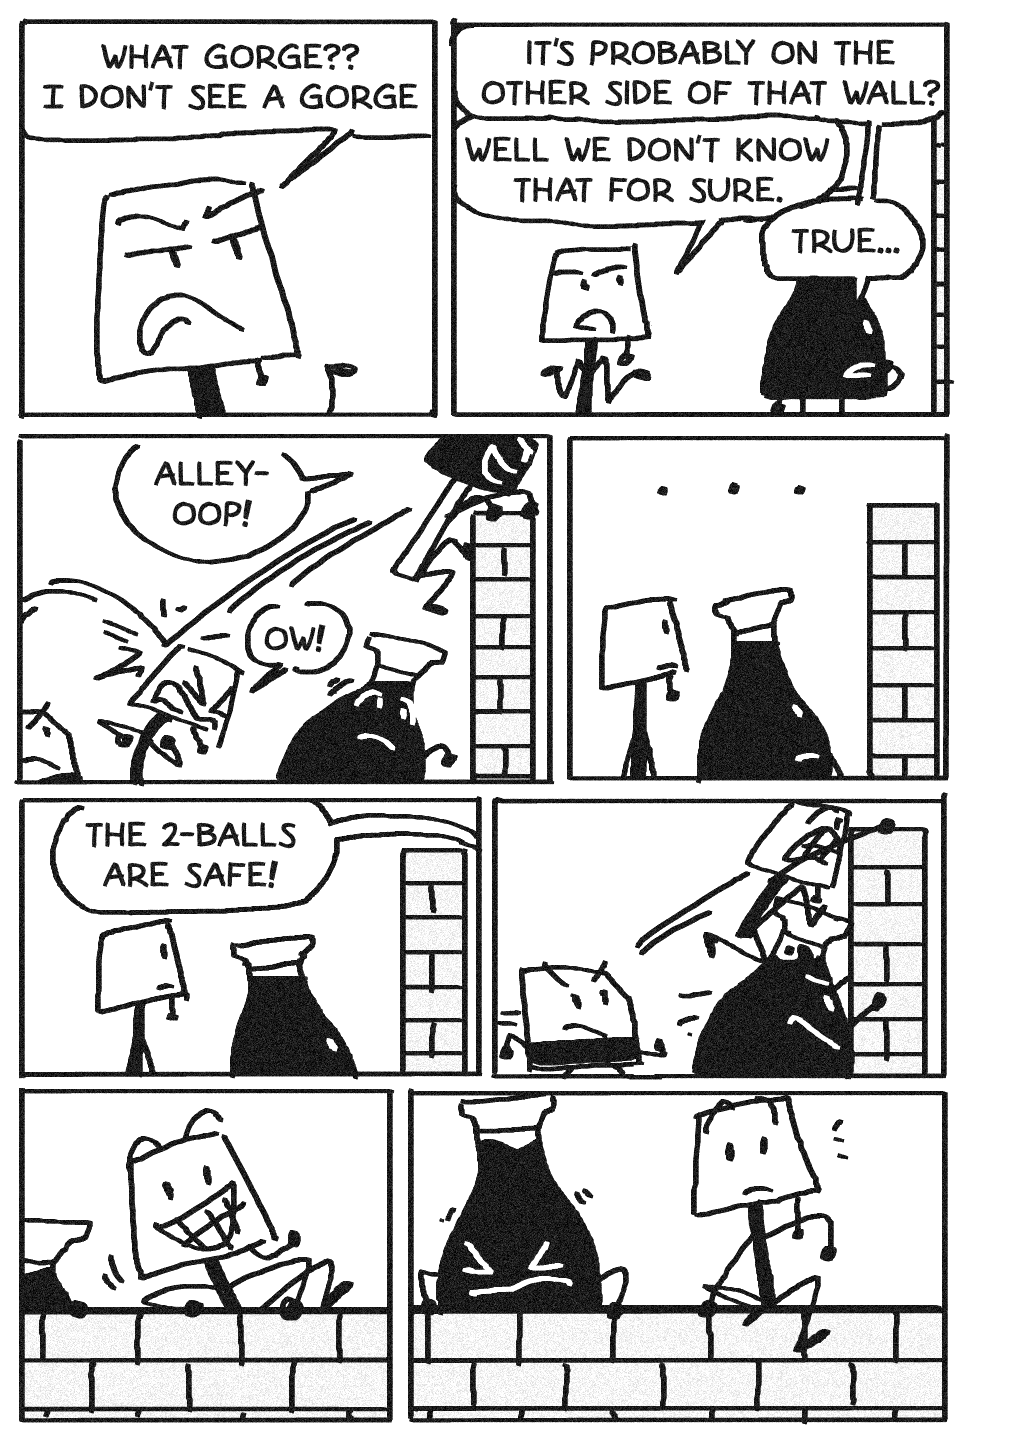 WHAT GORGE??
I DON'T SEE A GORGE
IT'S PROBABLY ON THE
OTHER SIDE OF THAT WALL?
WELL WE DON'T KNOW
THAT FOR SURE.
TRUE...
ALLEY-
OOP!
OW!
. . .
THE 2-BALLS
ARE SAFE!